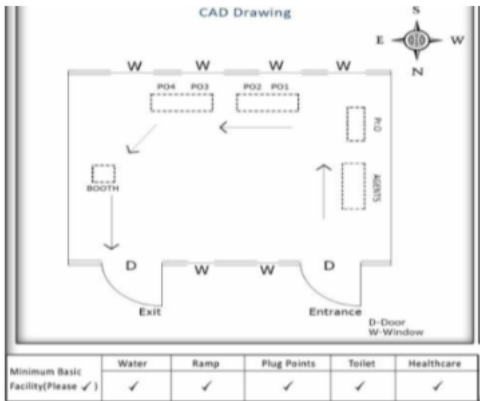 CAD Drawing
S
E W
N
W W W W
PO4 PO3 PO2 PO1
Pr.O
BOOTH
AGENTS
D W W D
Exit Entrance
D-Door
W-Window
Minimum Basic Facility(Please ✓) Water Ramp Plug Points Toilet Healthcare
✓ ✓ ✓ ✓ ✓